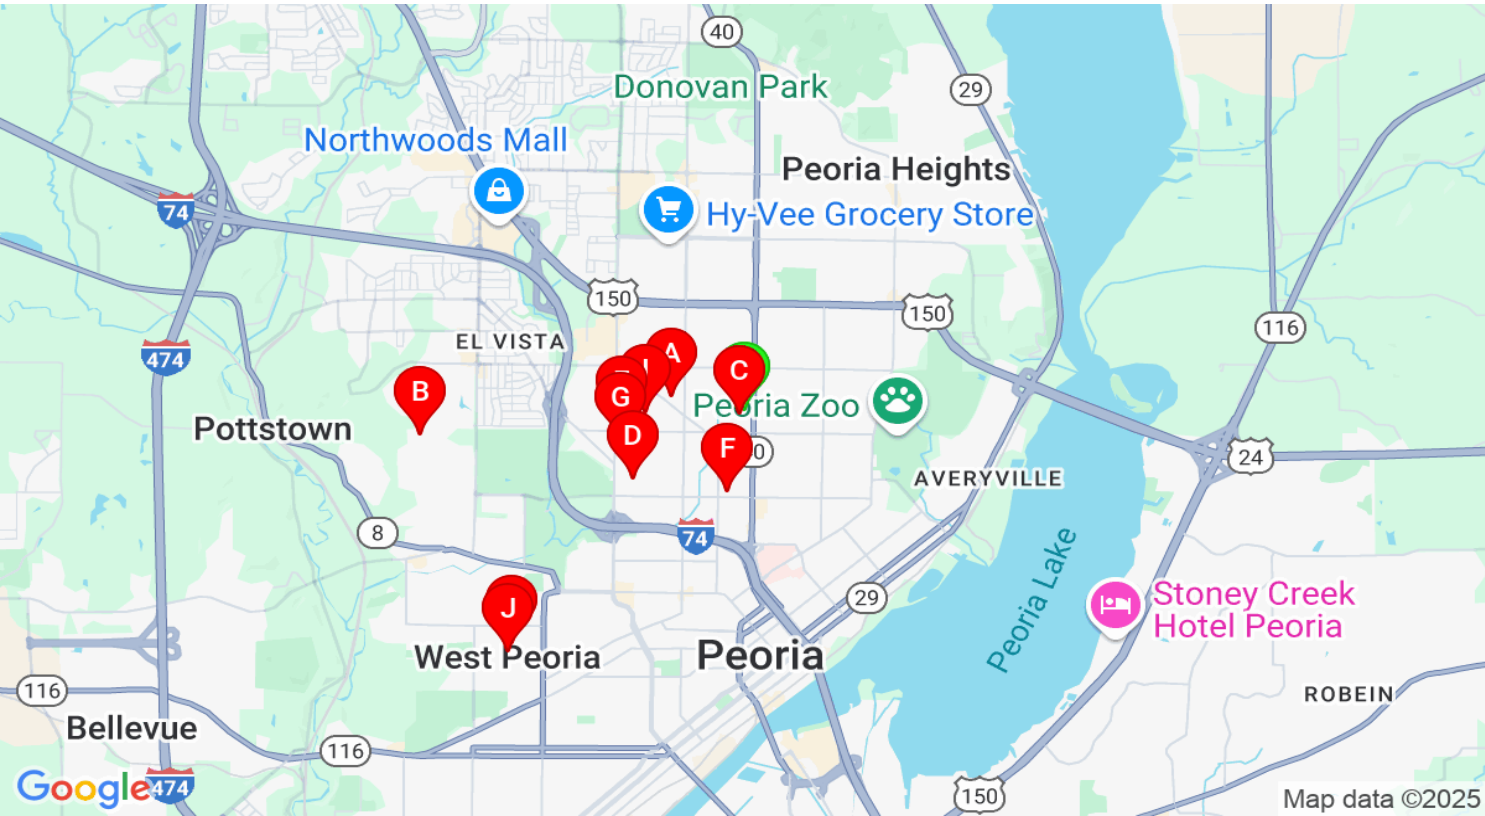 40
Donovan Park
29
Northwoods Mall
Peoria Heights
74
Hy-Vee Grocery Store
150
150
116
EL VISTA
474
A
C
B
G
Peoria Zoo
Pottstown
D
F
24
AVERYVILLE
8
74
Peoria Lake
29
Stoney Creek
Hotel Peoria
J
West Peoria
Peoria
116
ROBEIN
Bellevue
116
Google
474
150
Map data ©2025